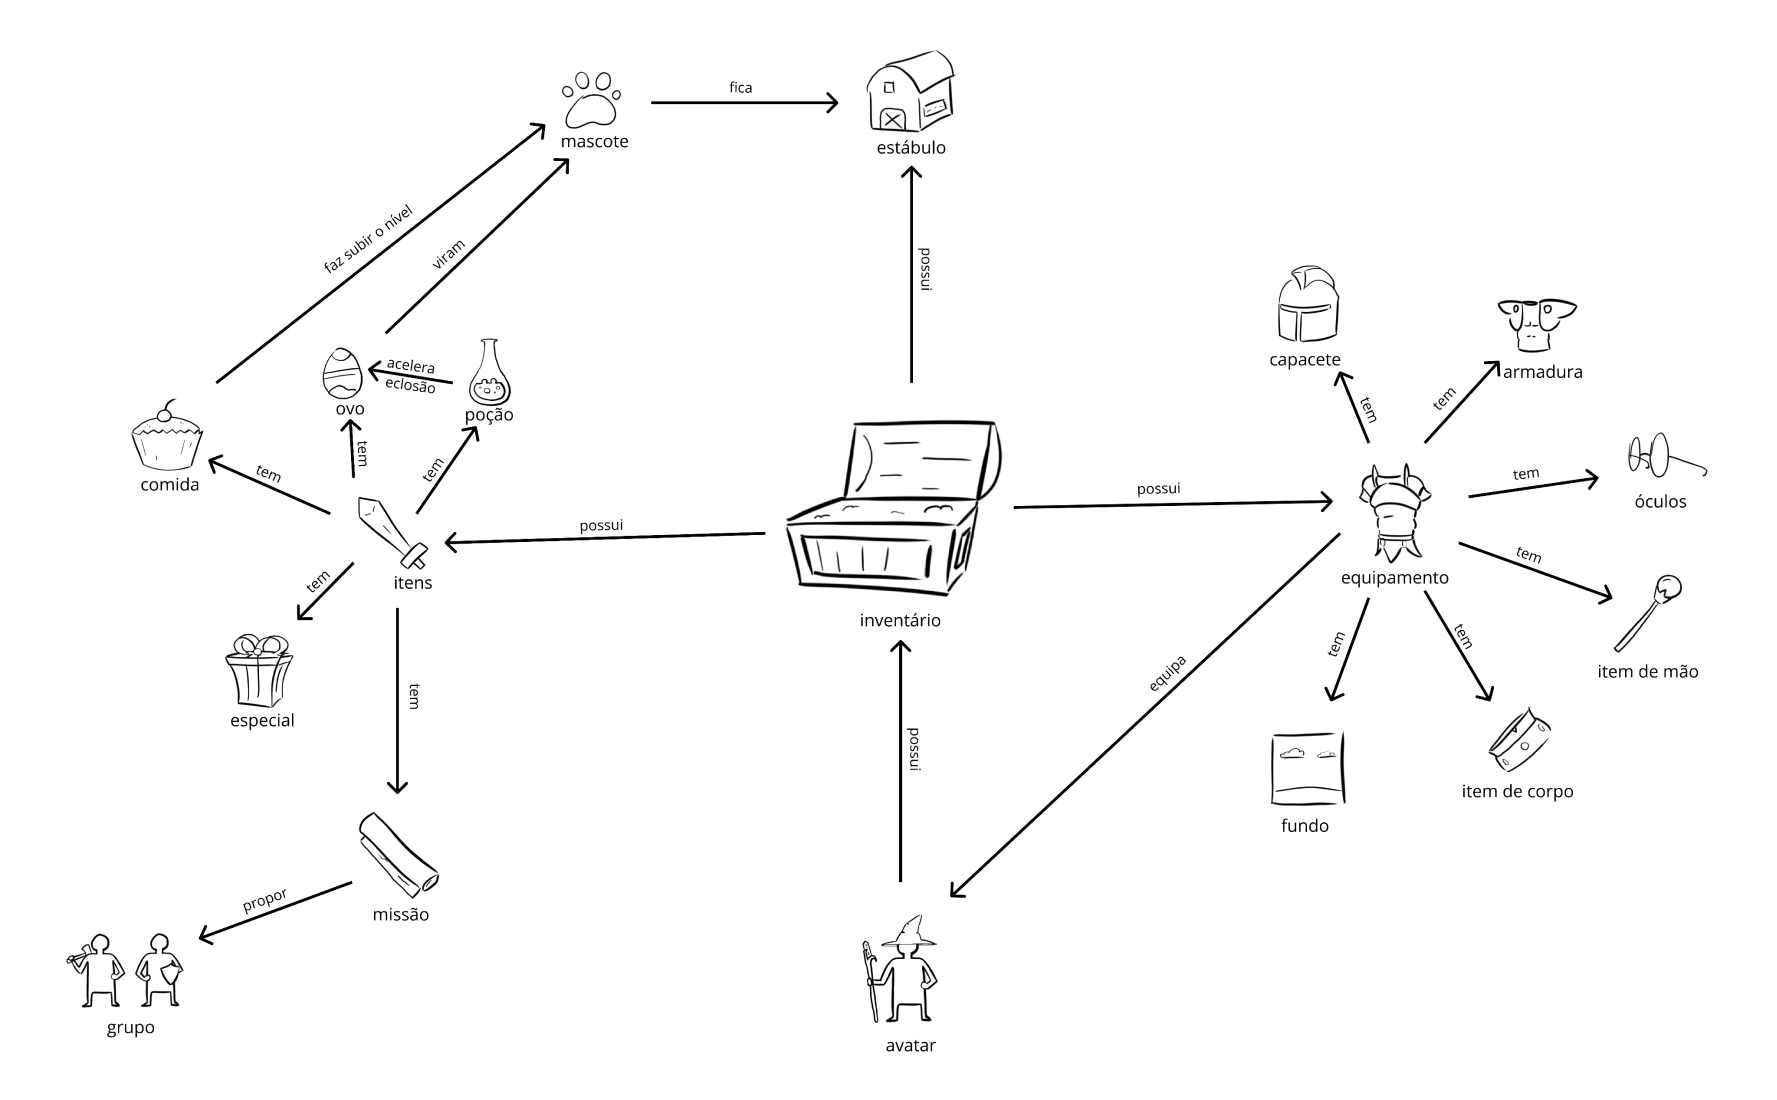 fica
mascote
estábulo
faz subir o nível
viram
possui
capacete
armadura
acelera
eclosão
ovo
poção
tem
tem
tem
tem
tem
comida
tem
óculos
possui
possui
itens
equipamento
inventário
tem
tem
especial
tem
tem
tem
item de mão
equipa
possui
item de corpo
fundo
propor
missão
grupo
avatar